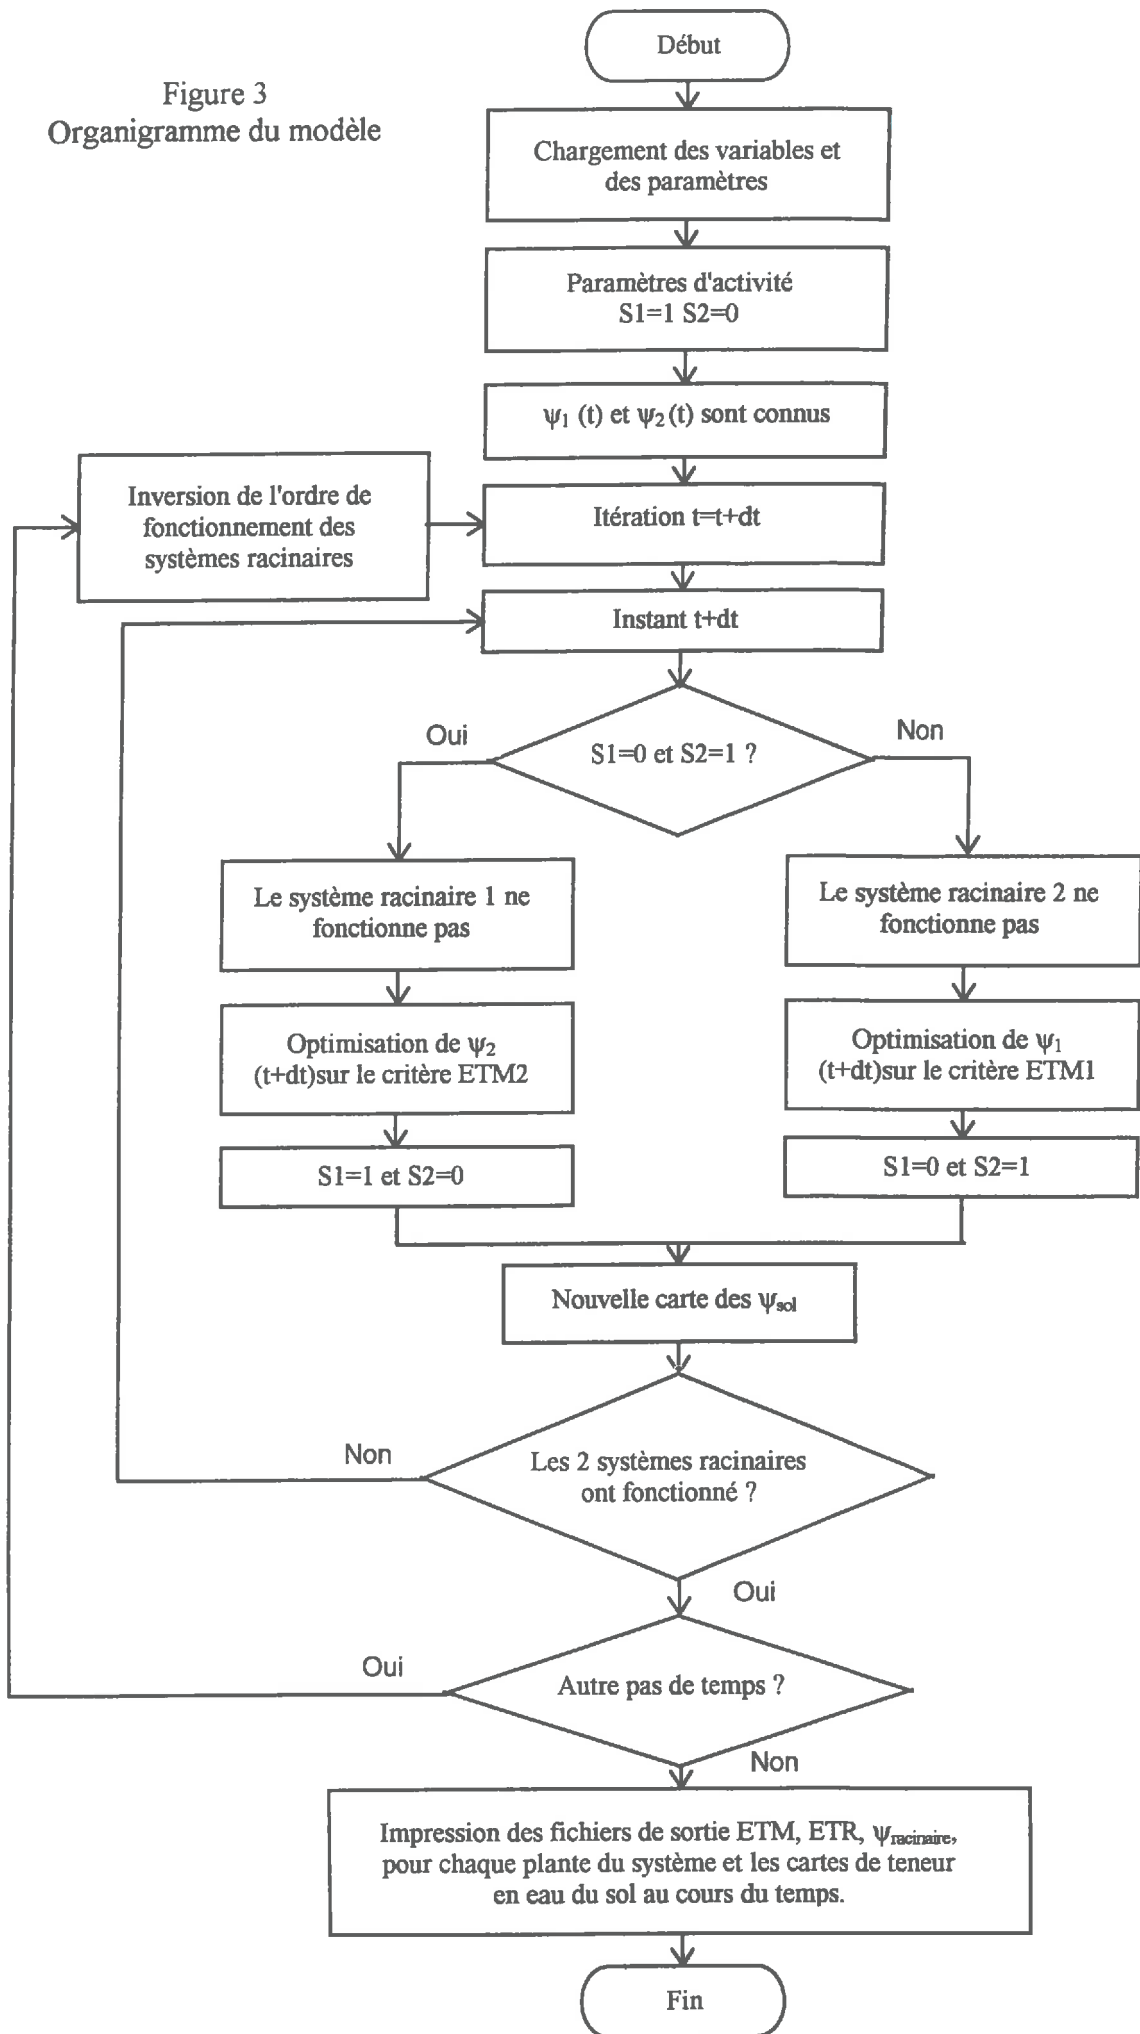 Début
Figure 3
Organigramme du modèle
Chargement des variables et
des paramètres
Paramètres d'activité
S1=1 S2=0
ψ₁ (t) et ψ₂ (t) sont connus
Inversion de l'ordre de
fonctionnement des
systèmes racinaires
Itération t=t+dt
Instant t+dt
Oui
Non
S1=0 et S2=1 ?
Le système racinaire 1 ne
fonctionne pas
Le système racinaire 2 ne
fonctionne pas
Optimisation de ψ₂
(t+dt)sur le critère ETM2
Optimisation de ψ₁
(t+dt)sur le critère ETM1
S1=1 et S2=0
S1=0 et S2=1
Nouvelle carte des ψsol
Non
Les 2 systèmes racinaires
ont fonctionné ?
Oui
Oui
Autre pas de temps ?
Non
Impression des fichiers de sortie ETM, ETR, ψracinaire,
pour chaque plante du système et les cartes de teneur
en eau du sol au cours du temps.
Fin